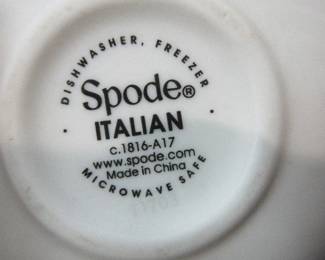 DISHWASHER, FREEZER
Spode®
ITALIAN
c.1816-A17
www.spode.com
Made in China
MICROWAVE SAFE